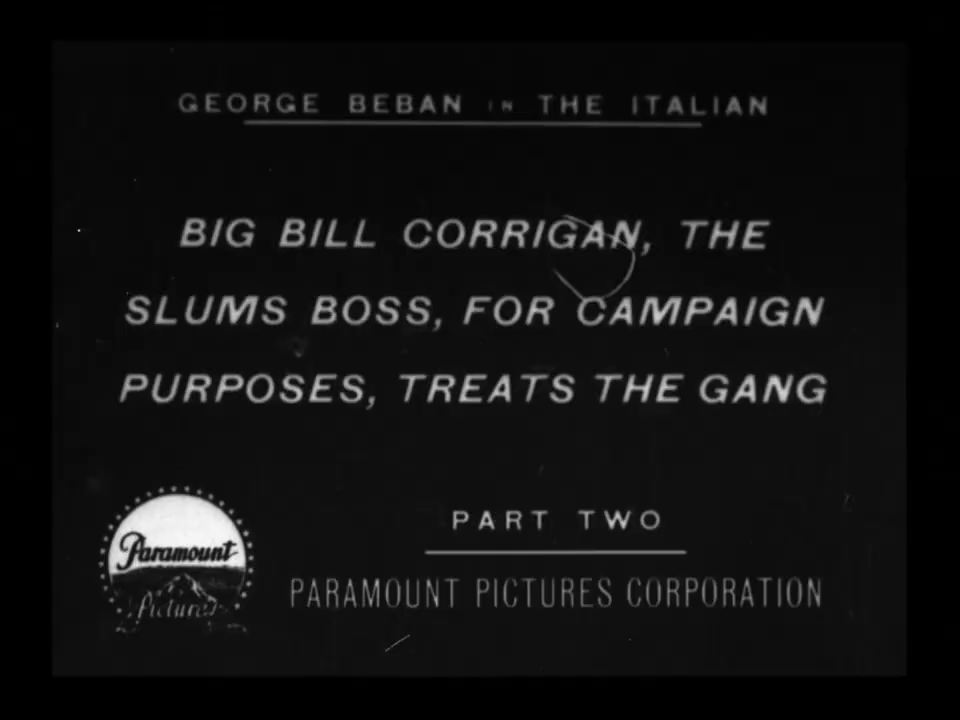 GEORGE BEBAN IN THE ITALIAN
BIG BILL CORRIGAN, THE
SLUMS BOSS, FOR CAMPAIGN
PURPOSES, TREATS THE GANG
PART TWO
Paramount
Pictures
PARAMOUNT PICTURES CORPORATION